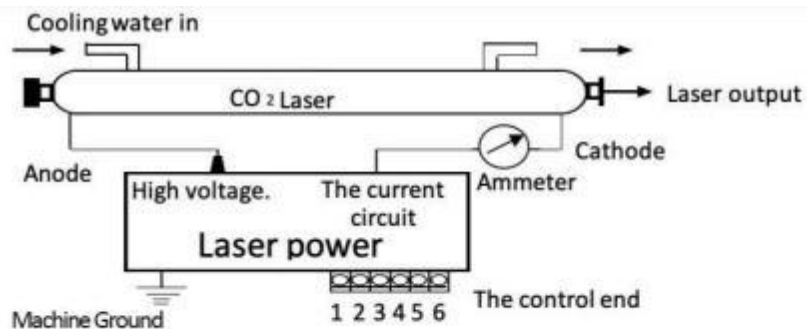 Cooling water in
CO 2 Laser
Laser output
Anode
Cathode
Ammeter
High voltage.
The current
circuit
Laser power
1 2 3 4 5 6
The control end
Machine Ground